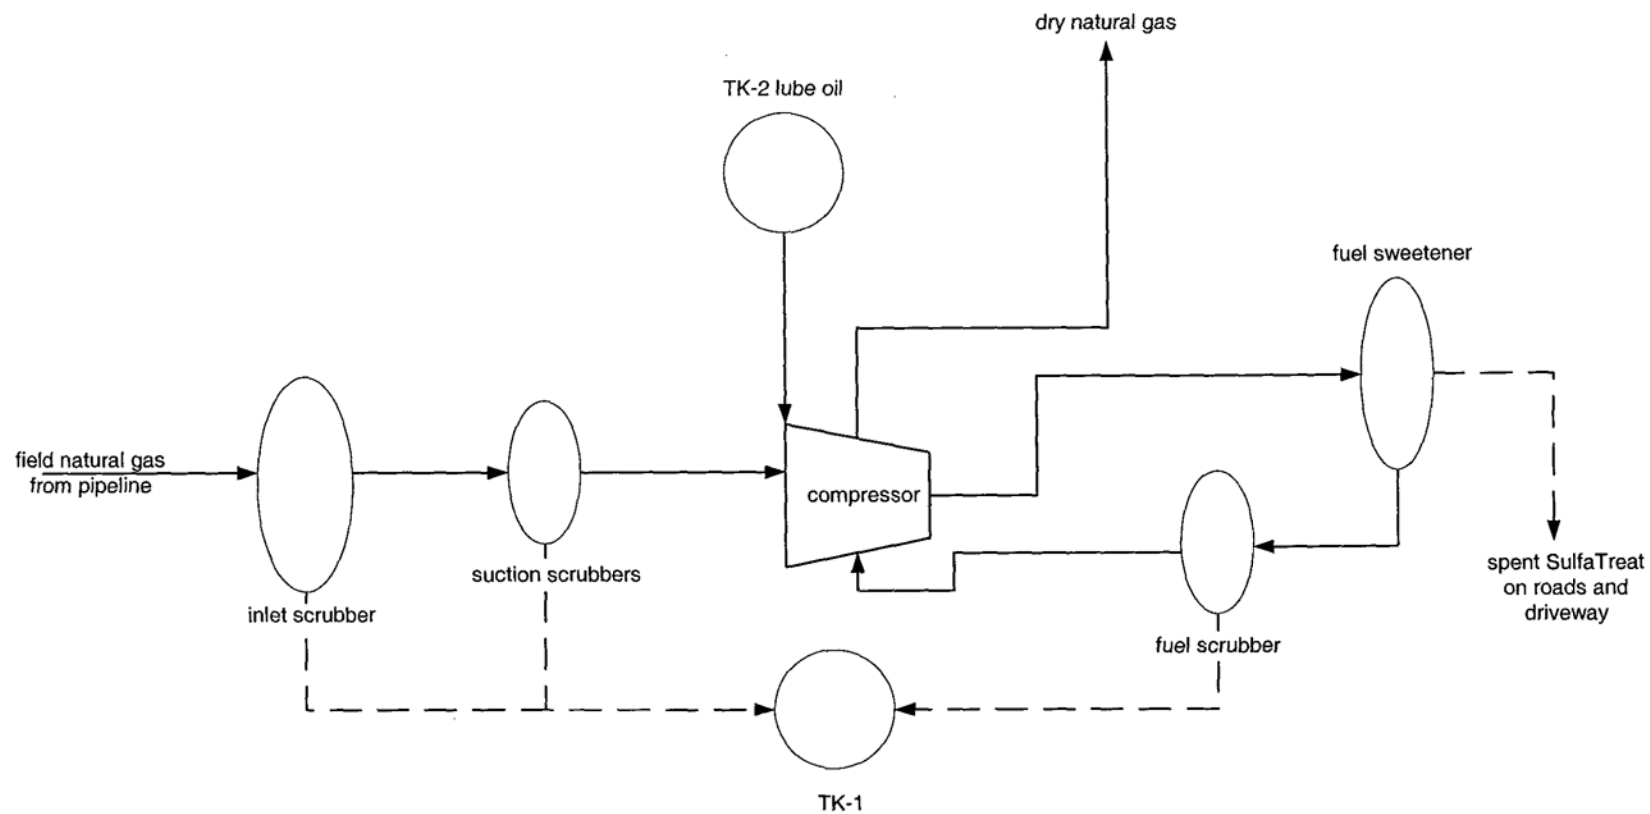 dry natural gas
TK-2 lube oil
fuel sweetener
field natural gas
from pipeline
compressor
suction scrubbers
inlet scrubber
spent SulfaTreat
on roads and
driveway
fuel scrubber
TK-1